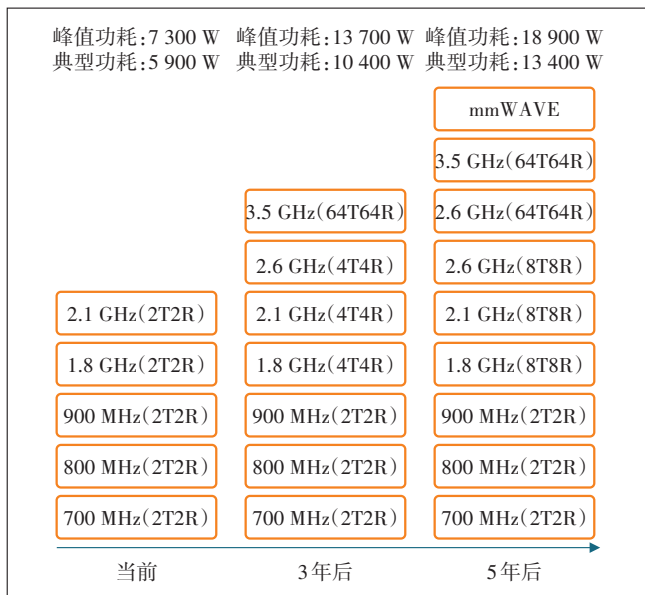 峰值功耗:7 300 W 峰值功耗:13 700 W 峰值功耗:18 900 W
典型功耗:5 900 W 典型功耗:10 400 W 典型功耗:13 400 W
mmWAVE
3.5 GHz(64T64R)
3.5 GHz(64T64R) 2.6 GHz(64T64R)
2.6 GHz(4T4R) 2.6 GHz(8T8R)
2.1 GHz(2T2R) 2.1 GHz(4T4R) 2.1 GHz(8T8R)
1.8 GHz(2T2R) 1.8 GHz(4T4R) 1.8 GHz(8T8R)
900 MHz(2T2R) 900 MHz(2T2R) 900 MHz(2T2R)
800 MHz(2T2R) 800 MHz(2T2R) 800 MHz(2T2R)
700 MHz(2T2R) 700 MHz(2T2R) 700 MHz(2T2R)
当前 3年后 5年后